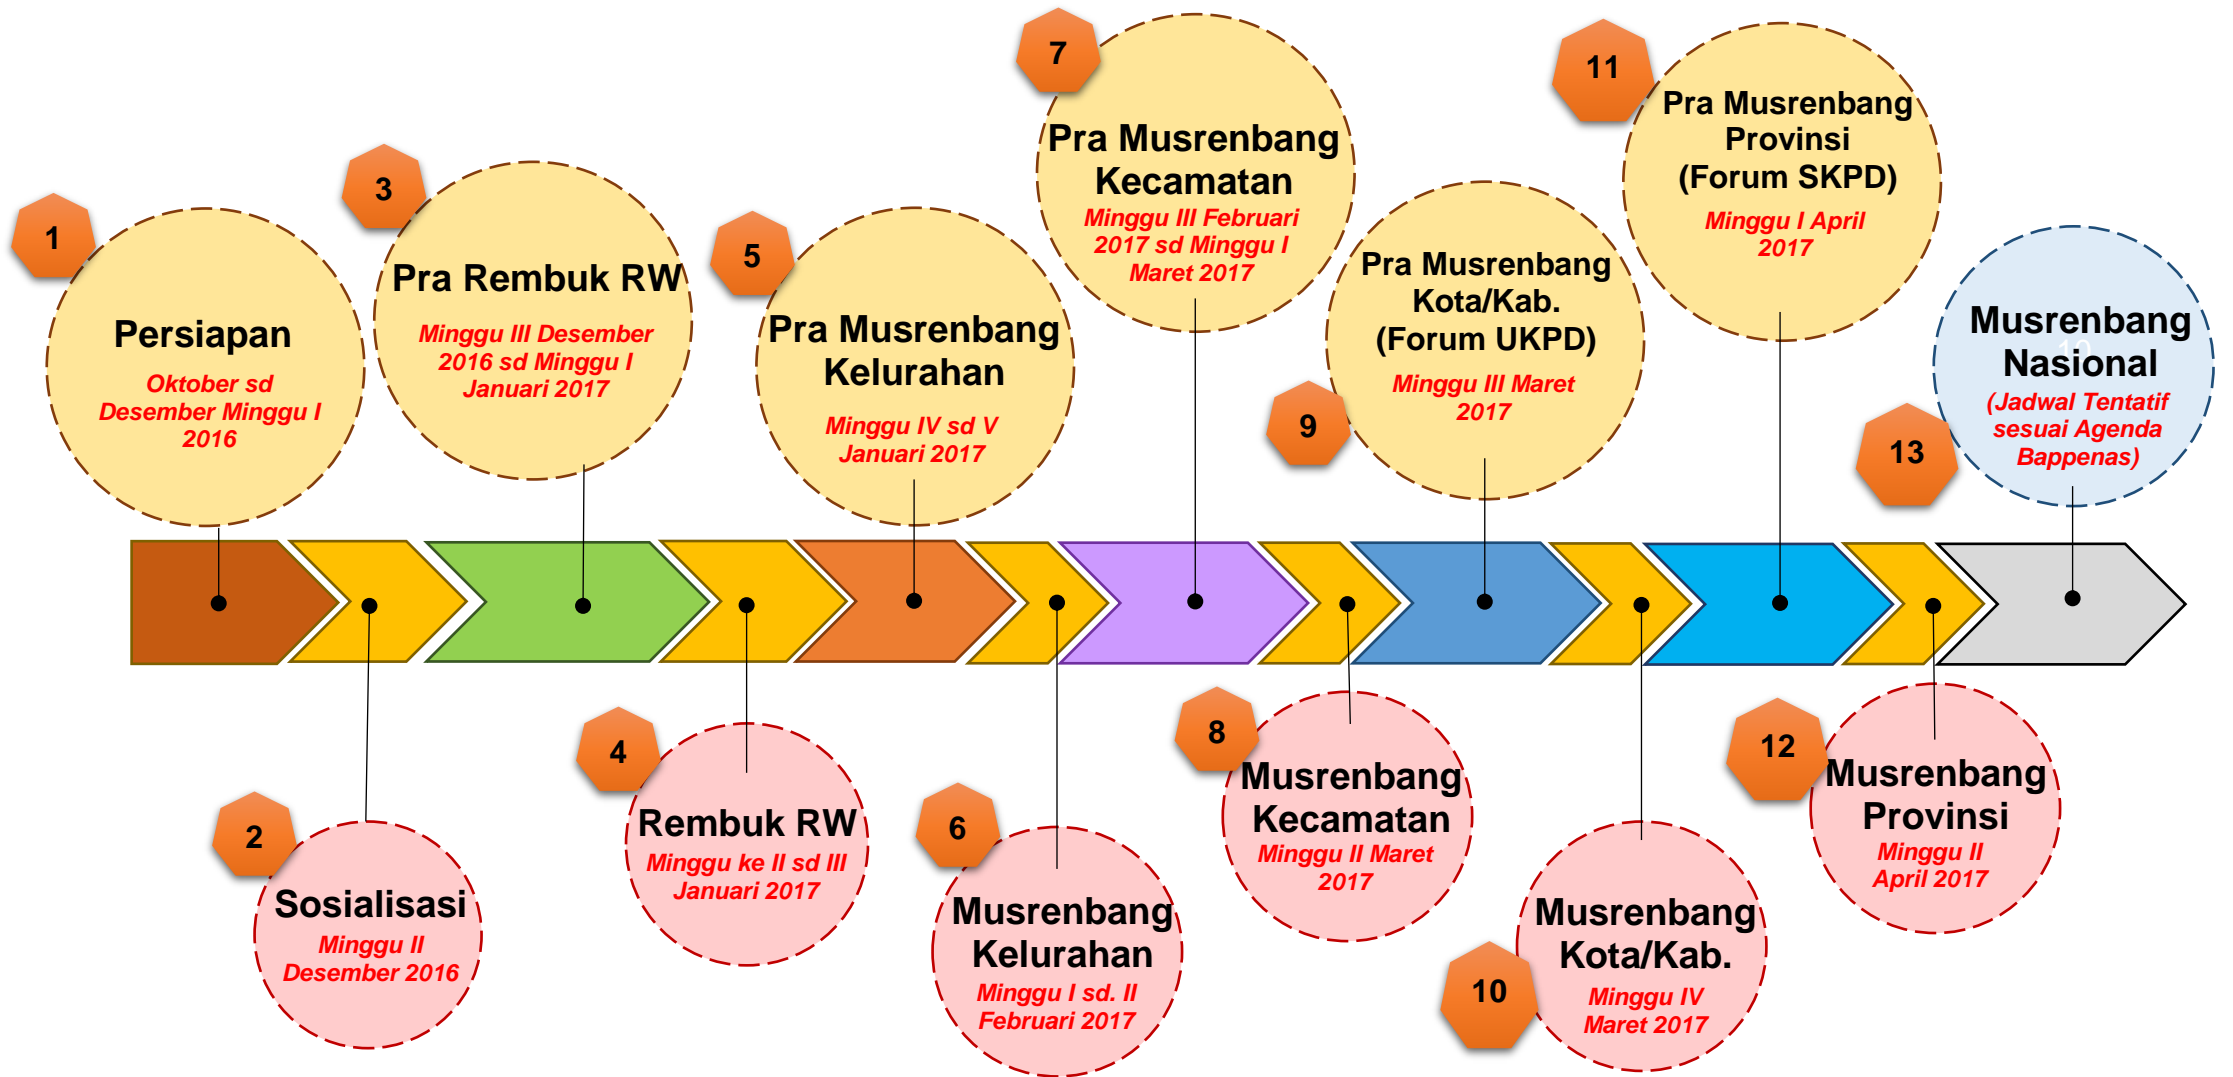 1
Persiapan
Oktober sd
Desember Minggu I
2016
2
Sosialisasi
Minggu II
Desember 2016
3
Pra Rembuk RW
Minggu III Desember
2016 sd Minggu I
Januari 2017
4
Rembuk RW
Minggu ke II sd III
Januari 2017
5
Pra Musrenbang
Kelurahan
Minggu IV sd V
Januari 2017
6
Musrenbang
Kelurahan
Minggu I sd. II
Februari 2017
7
Pra Musrenbang
Kecamatan
Minggu III Februari
2017 sd Minggu I
Maret 2017
8
Musrenbang
Kecamatan
Minggu II Maret
2017
9
Pra Musrenbang
Kota/Kab.
(Forum UKPD)
Minggu III Maret
2017
10
Musrenbang
Kota/Kab.
Minggu IV
Maret 2017
11
Pra Musrenbang
Provinsi
(Forum SKPD)
Minggu I April
2017
12
Musrenbang
Provinsi
Minggu II
April 2017
13
Musrenbang
Nasional
(Jadwal Tentatif
sesuai Agenda
Bappenas)